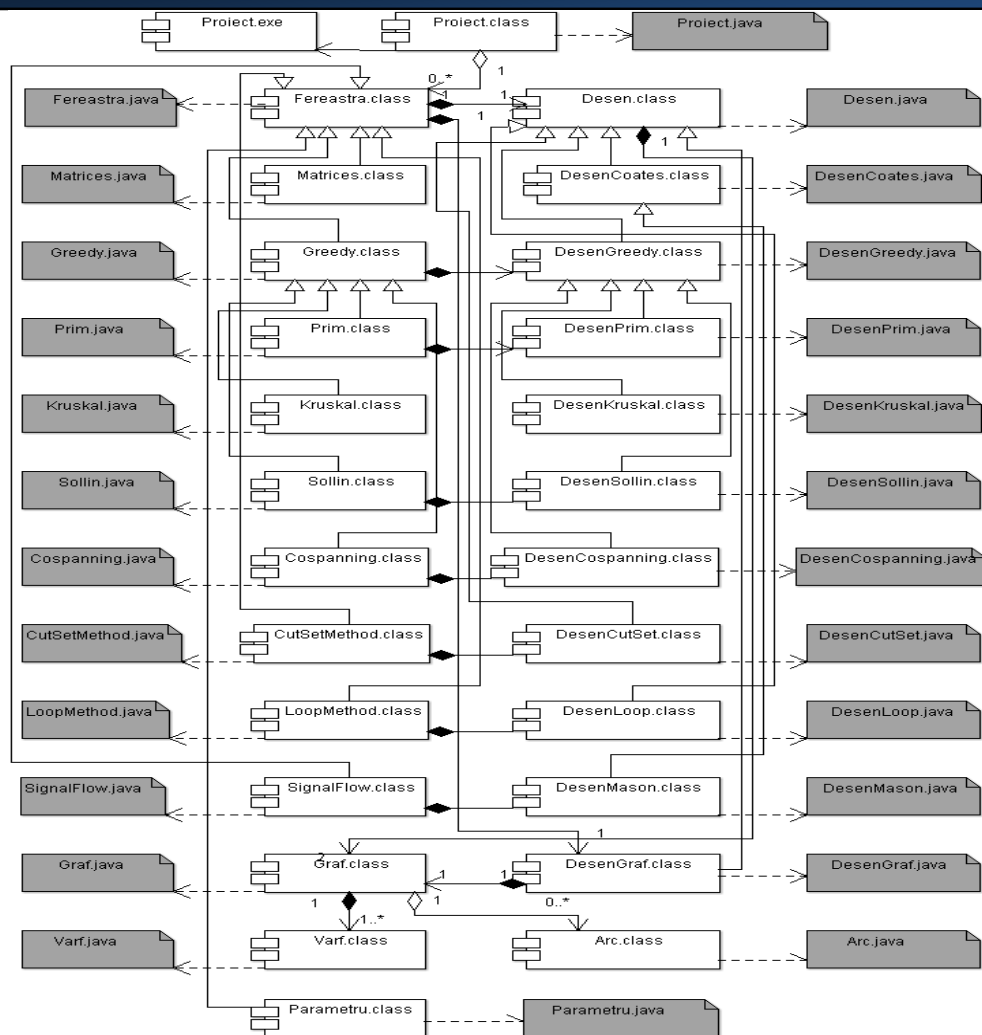 Proiect.exe
Proiect.class
Proiect.java
1
0..*
Fereastra.java
Fereastra.class
1
1
1
1
Desen.class
Desen.java
1
Matrices.java
Matrices.class
DesenCoates.class
DesenCoates.java
Greedy.java
Greedy.class
DesenGreedy.class
DesenGreedy.java
Prim.java
Prim.class
DesenPrim.class
DesenPrim.java
Kruskal.java
Kruskal.class
DesenKruskal.class
DesenKruskal.java
Sollin.java
Sollin.class
DesenSollin.class
DesenSollin.java
Cospanning.java
Cospanning.class
DesenCospanning.class
DesenCospanning.java
CutSetMethod.java
CutSetMethod.class
DesenCutSet.class
DesenCutSet.java
LoopMethod.java
LoopMethod.class
DesenLoop.class
DesenLoop.java
SignalFlow.java
SignalFlow.class
DesenMason.class
DesenMason.java
1
2
Graf.java
Graf.class
DesenGraf.class
DesenGraf.java
1
1
1
1
0..*
1..*
Varf.java
Varf.class
Arc.class
Arc.java
Parametru.class
Parametru.java